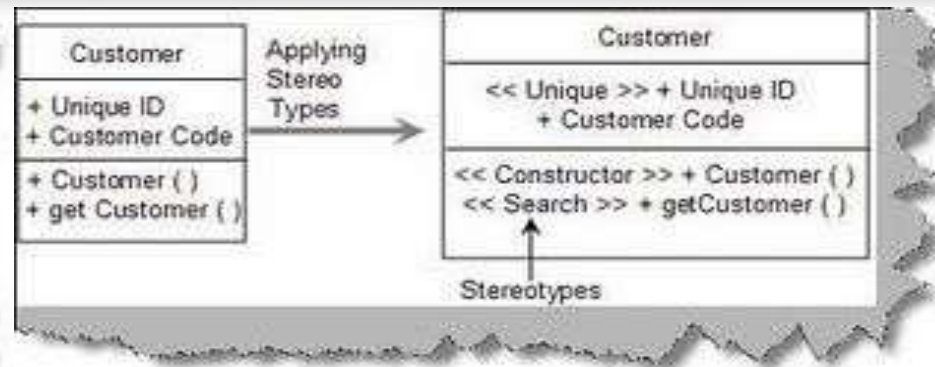 Customer
+ Unique ID
+ Customer Code
+ Customer ( )
+ get Customer ( )
Applying
Stereo
Types
Customer
<< Unique >> + Unique ID
+ Customer Code
<< Constructor >> + Customer ( )
<< Search >> + getCustomer ( )
Stereotypes